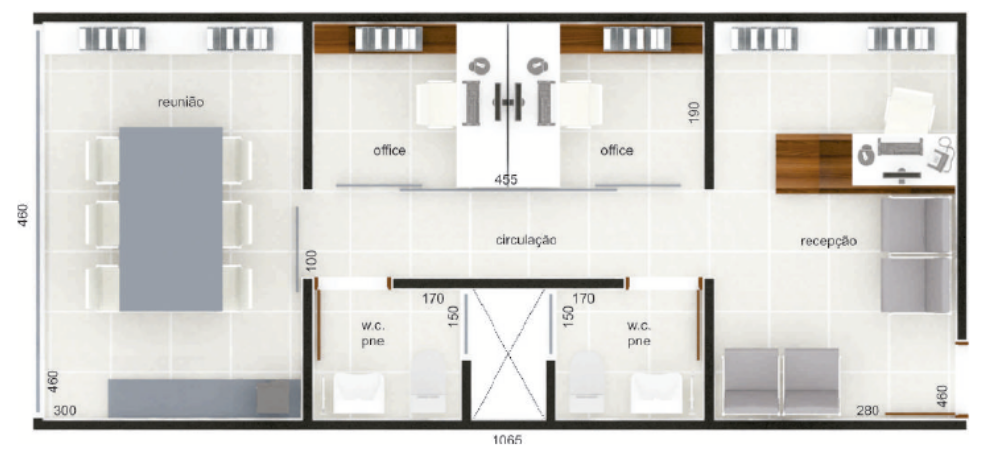 reunião
190
office
office
455
460
circulação
recepção
100
170
170
150
150
w.c.
pne
w.c.
pne
460
300
280
460
1065